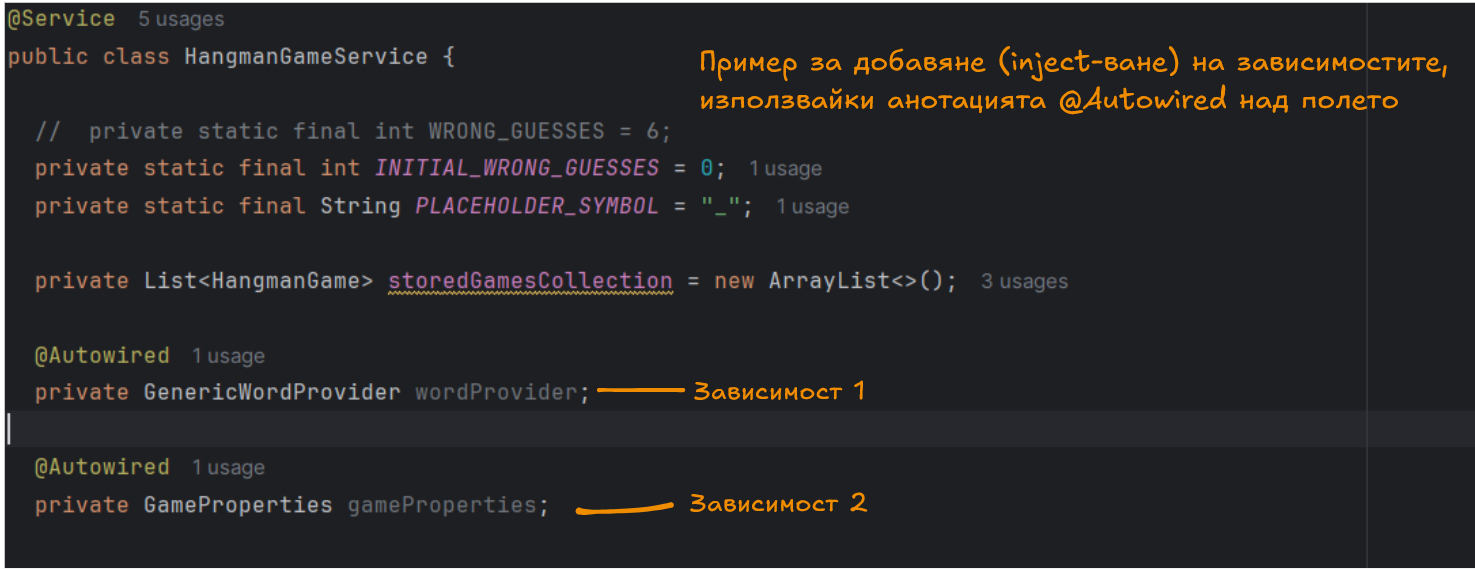 @Service 5 usages
public class HangmanGameService {
Пример за добавяне (inject-ване) на зависимостите,
използвайки анотацията @Autowired над полето
// private static final int WRONG_GUESSES = 6;
private static final int INITIAL_WRONG_GUESSES = 0; 1 usage
private static final String PLACEHOLDER_SYMBOL = "_"; 1 usage
private List<HangmanGame> storedGamesCollection = new ArrayList<>(); 3 usages
@Autowired 1 usage
private GenericWordProvider wordProvider; Зависимост 1
@Autowired 1 usage
private GameProperties gameProperties; Зависимост 2